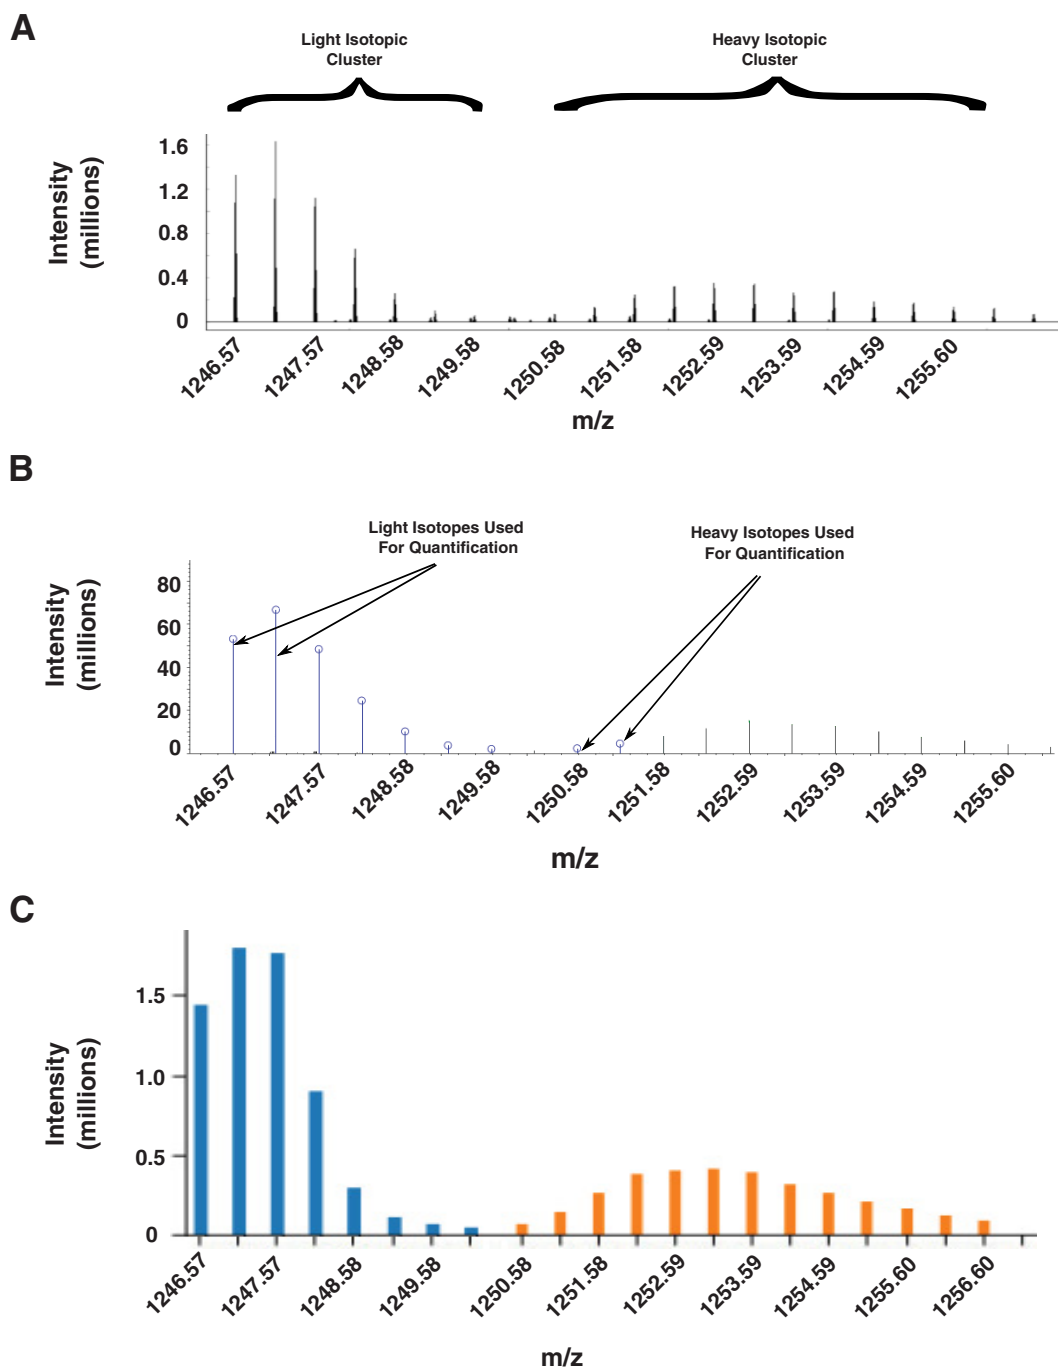 A
Light Isotopic
Cluster
Heavy Isotopic
Cluster
Intensity
(millions)
1.6
1.2
0.8
0.4
0
1246.57
1247.57
1248.58
1249.58
1250.58
1251.58
1252.59
1253.59
1254.59
1255.60
m/z
B
Light Isotopes Used
For Quantification
Heavy Isotopes Used
For Quantification
Intensity
(millions)
80
60
40
20
0
1246.57
1247.57
1248.58
1249.58
1250.58
1251.58
1252.59
1253.59
1254.59
1255.60
m/z
C
Intensity
(millions)
1.5
1.0
0.5
0
1246.57
1247.57
1248.58
1249.58
1250.58
1251.58
1252.59
1253.59
1254.59
1255.60
1256.60
m/z